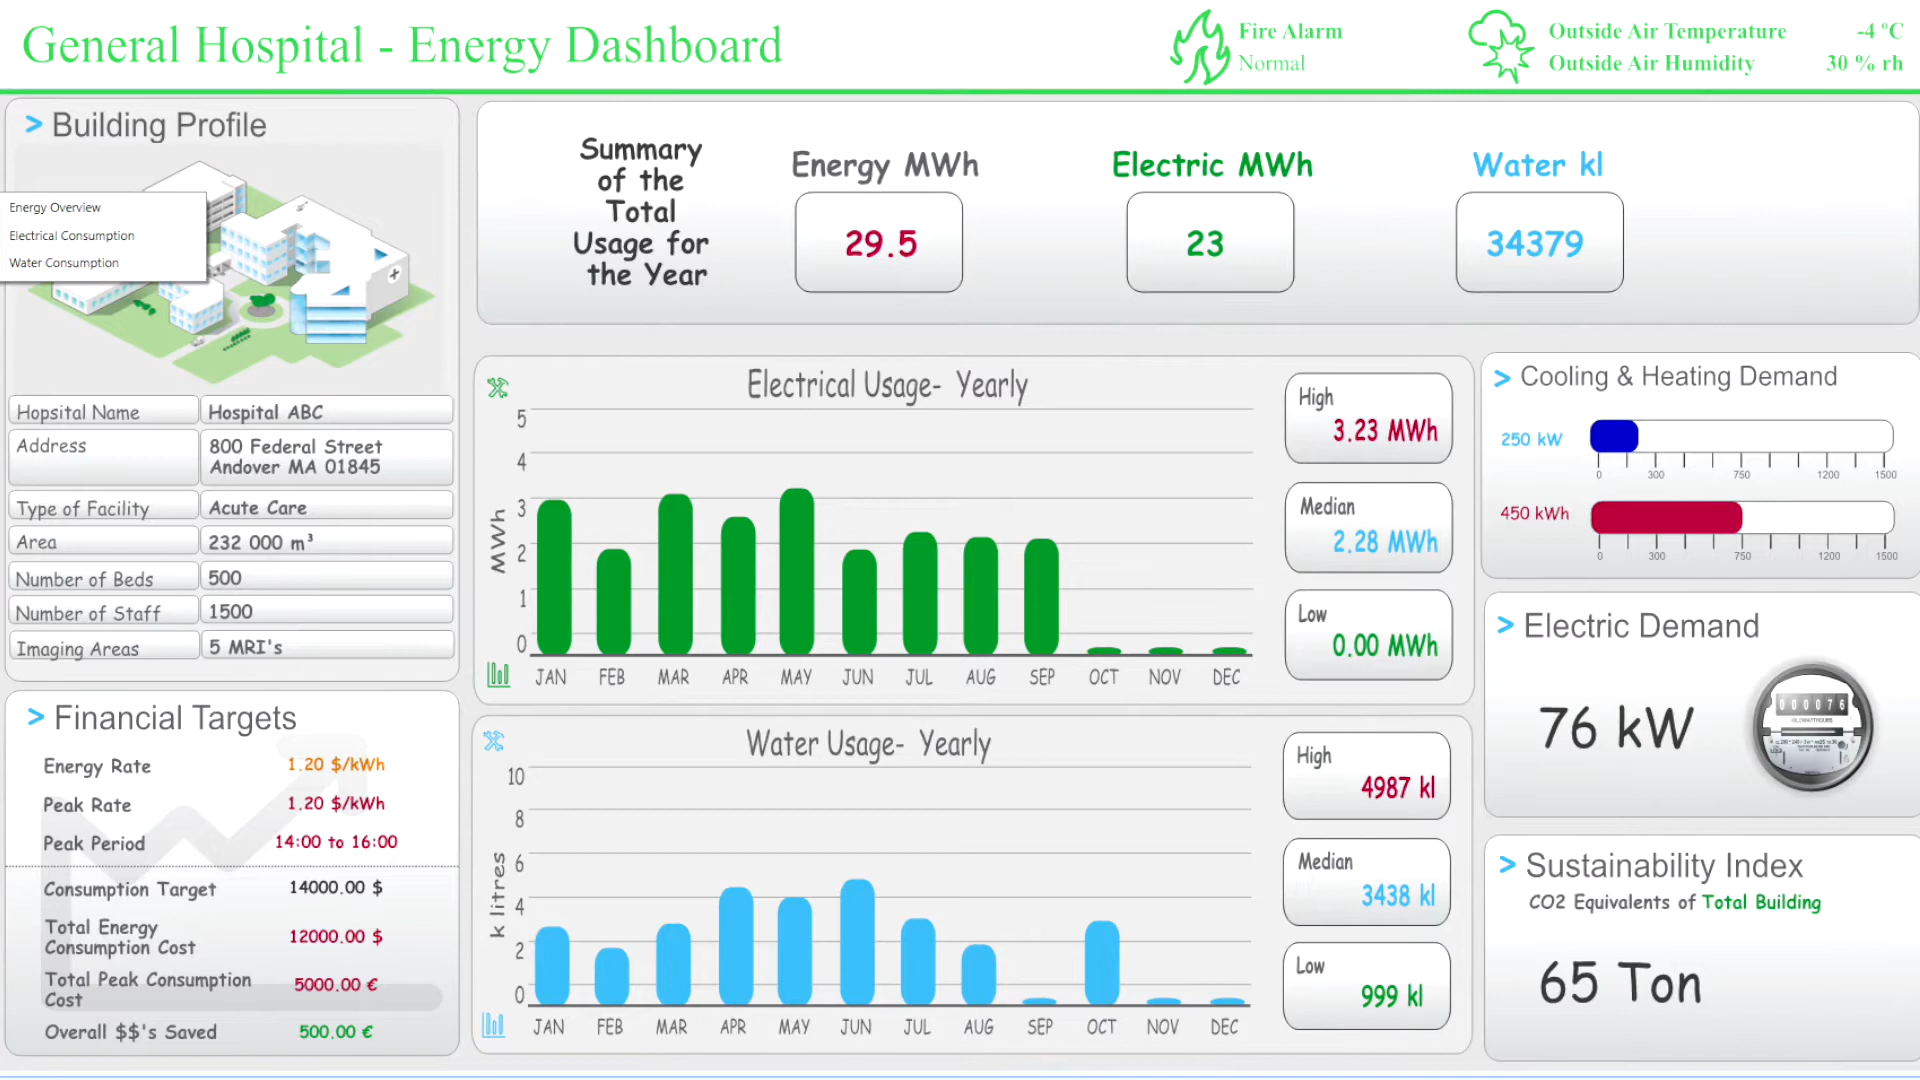 General Hospital - Energy Dashboard
Fire Alarm
Normal
Outside Air Temperature -4 °C
Outside Air Humidity 30 % rh
> Building Profile
Energy Overview
Electrical Consumption
Water Consumption
Hopsital Name Hospital ABC
Address 800 Federal Street
Andover MA 01845
Type of Facility Acute Care
Area 232 000 m³
Number of Beds 500
Number of Staff 1500
Imaging Areas 5 MRI's
> Financial Targets
Energy Rate 1.20 $/kWh
Peak Rate 1.20 $/kWh
Peak Period 14:00 to 16:00
Consumption Target 14000.00 $
Total Energy
Consumption Cost 12000.00 $
Total Peak Consumption
Cost 5000.00 €
Overall $$'s Saved 500.00 €
Summary
of the
Total
Usage for
the Year
Energy MWh
29.5
Electric MWh
23
Water kl
34379
Electrical Usage- Yearly
MWh
5
4
3
2
1
0
JAN FEB MAR APR MAY JUN JUL AUG SEP OCT NOV DEC
High
3.23 MWh
Median
2.28 MWh
Low
0.00 MWh
Water Usage- Yearly
k litres
10
8
6
4
2
0
JAN FEB MAR APR MAY JUN JUL AUG SEP OCT NOV DEC
High
4987 kl
Median
3438 kl
Low
999 kl
> Cooling & Heating Demand
250 kW
0 300 750 1200 1500
450 kWh
0 300 750 1200 1500
> Electric Demand
76 kW
000076
KILOWATTHOURS
> Sustainability Index
CO2 Equivalents of Total Building
65 Ton